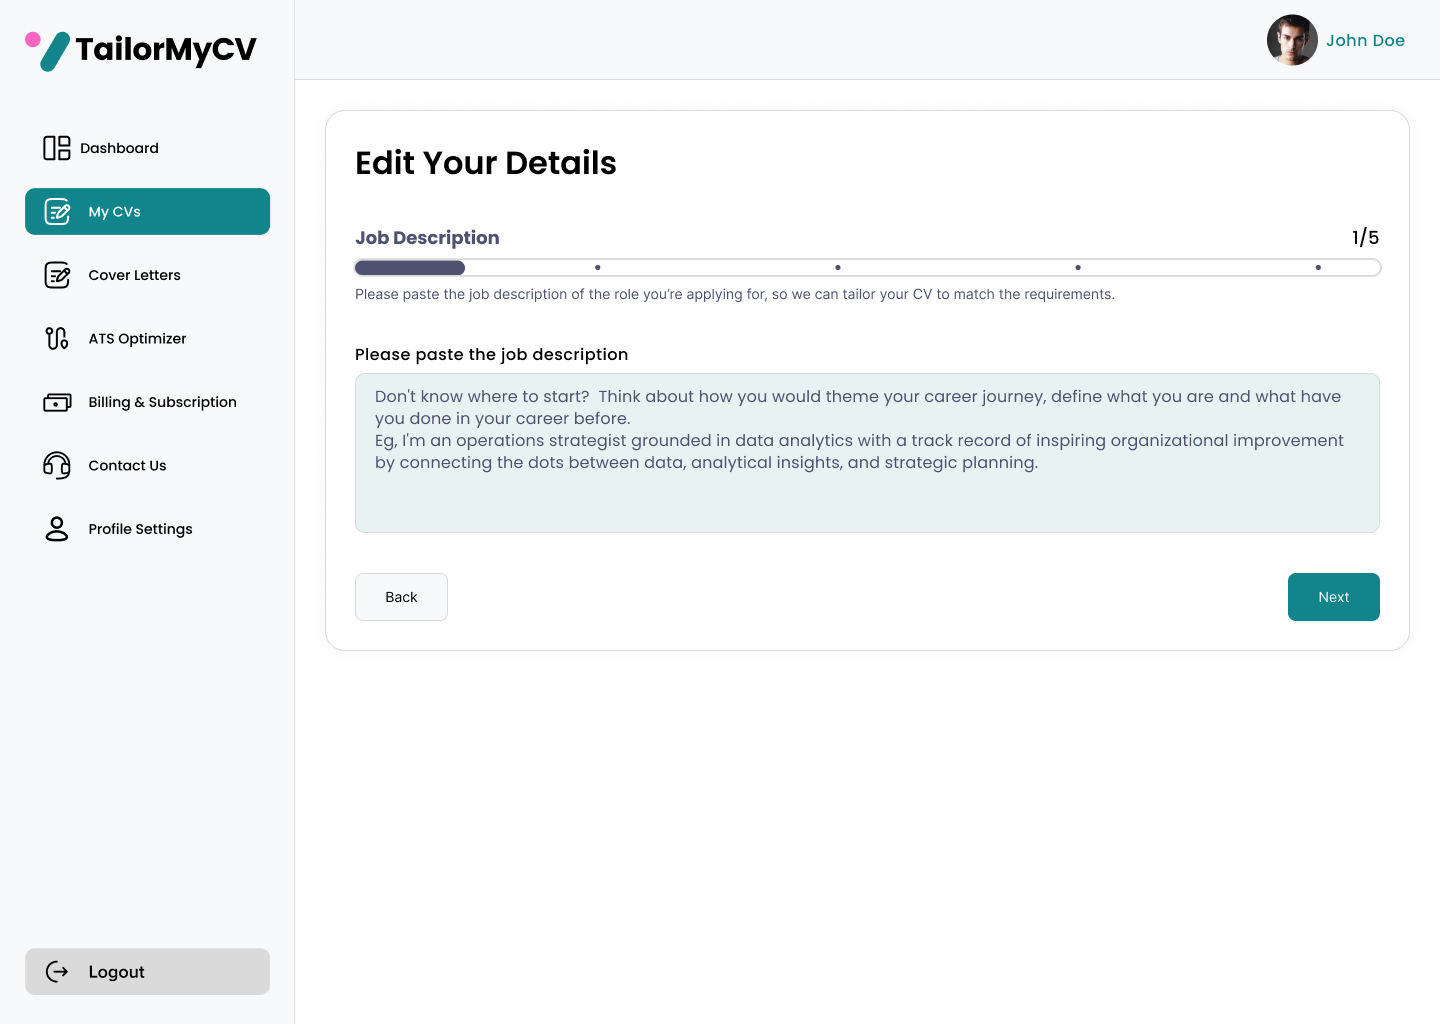 TailorMyCV
John Doe
Dashboard
My CVs
Cover Letters
ATS Optimizer
Billing & Subscription
Contact Us
Profile Settings
Logout
Edit Your Details
Job Description
1/5
Please paste the job description of the role you’re applying for, so we can tailor your CV to match the requirements.
Please paste the job description
Don't know where to start?  Think about how you would theme your career journey, define what you are and what have
you done in your career before.
Eg, I'm an operations strategist grounded in data analytics with a track record of inspiring organizational improvement
by connecting the dots between data, analytical insights, and strategic planning.
Back
Next